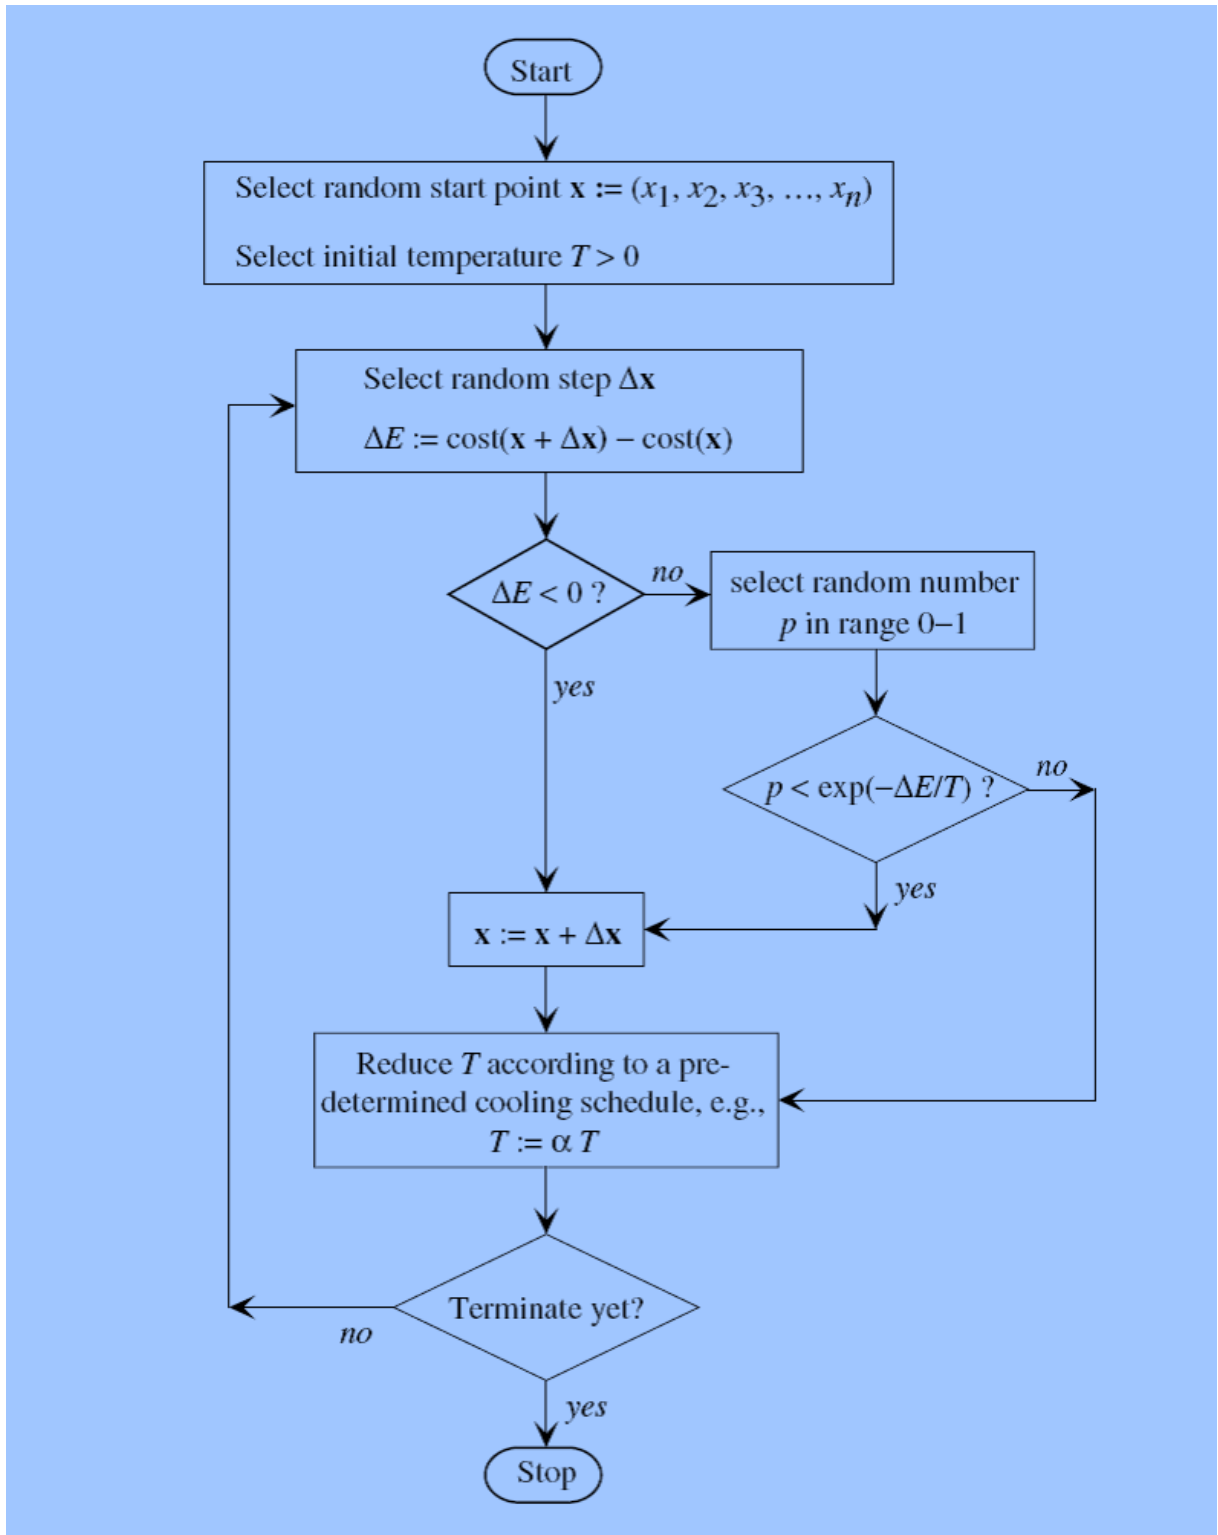 Start
Select random start point x := (x1, x2, x3, …, xn)
Select initial temperature T > 0
Select random step Δx
ΔE := cost(x + Δx) − cost(x)
ΔE < 0 ?
no
select random number
p in range 0−1
yes
p < exp(−ΔE/T) ?
no
yes
x := x + Δx
Reduce T according to a pre-
determined cooling schedule, e.g.,
T := α T
Terminate yet?
no
yes
Stop